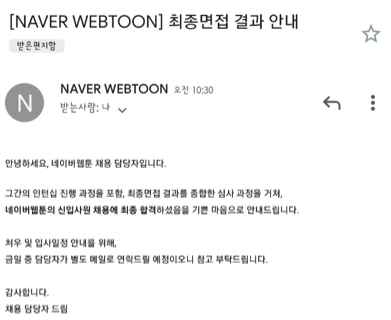 [NAVER WEBTOON] 최종면접 결과 안내
받은편지함
N
NAVER WEBTOON 오전 10:30
받는사람: 나
안녕하세요, 네이버웹툰 채용 담당자입니다.
그간의 인턴십 진행 과정을 포함, 최종면접 결과를 종합한 심사 과정을 거쳐,
네이버웹툰의 신입사원 채용에 최종 합격하셨음을 기쁜 마음으로 안내드립니다.
처우 및 입사일정 안내를 위해,
금일 중 담당자가 별도 메일로 연락드릴 예정이오니 참고 부탁드립니다.
감사합니다.
채용 담당자 드림